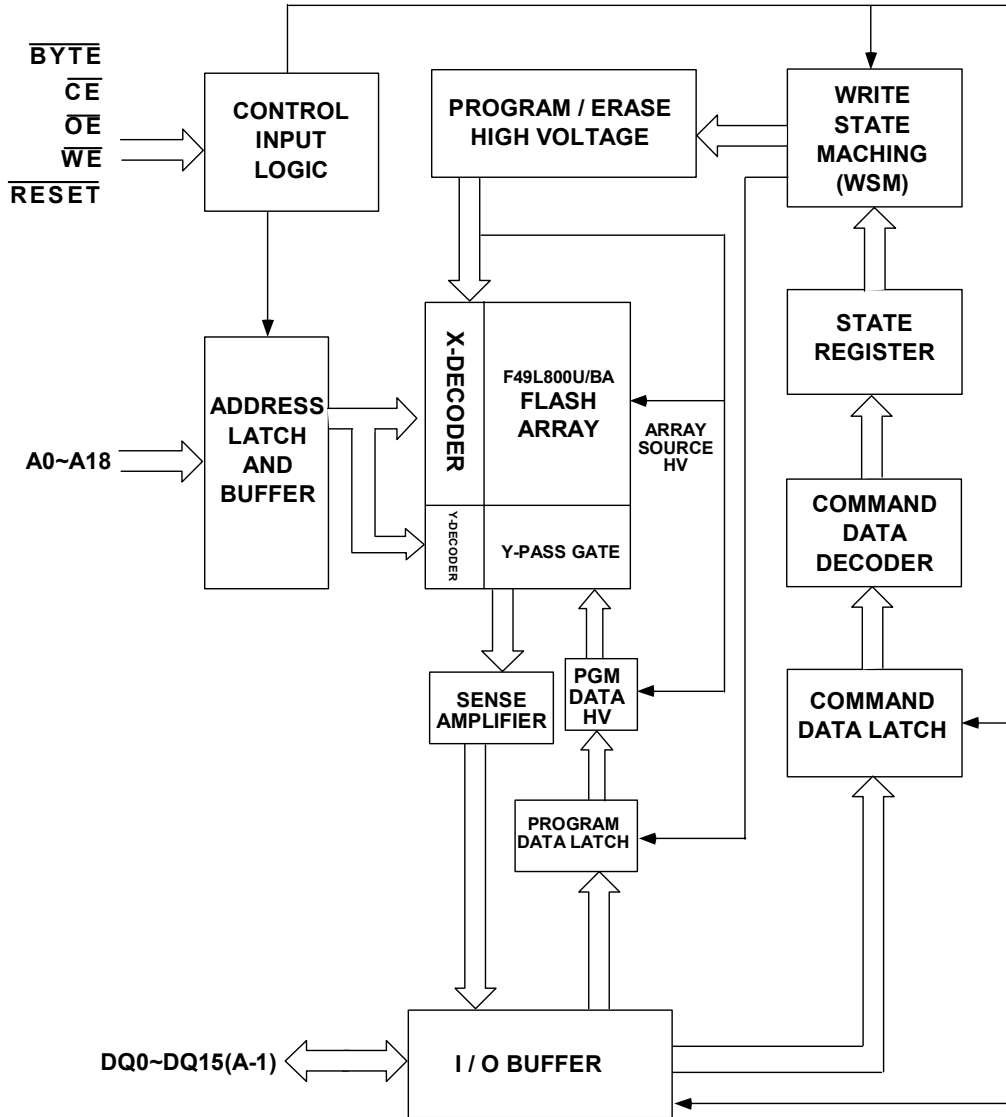 BYTE
CE
OE
WE
RESET
CONTROL
INPUT
LOGIC
PROGRAM / ERASE
HIGH VOLTAGE
WRITE
STATE
MACHING
(WSM)
STATE
REGISTER
A0~A18
ADDRESS
LATCH
AND
BUFFER
X-DECODER
F49L800U/BA
FLASH
ARRAY
ARRAY
SOURCE
HV
Y-DECODER
Y-PASS GATE
COMMAND
DATA
DECODER
SENSE
AMPLIFIER
PGM
DATA
HV
COMMAND
DATA LATCH
PROGRAM
DATA LATCH
DQ0~DQ15(A-1)
I / O BUFFER